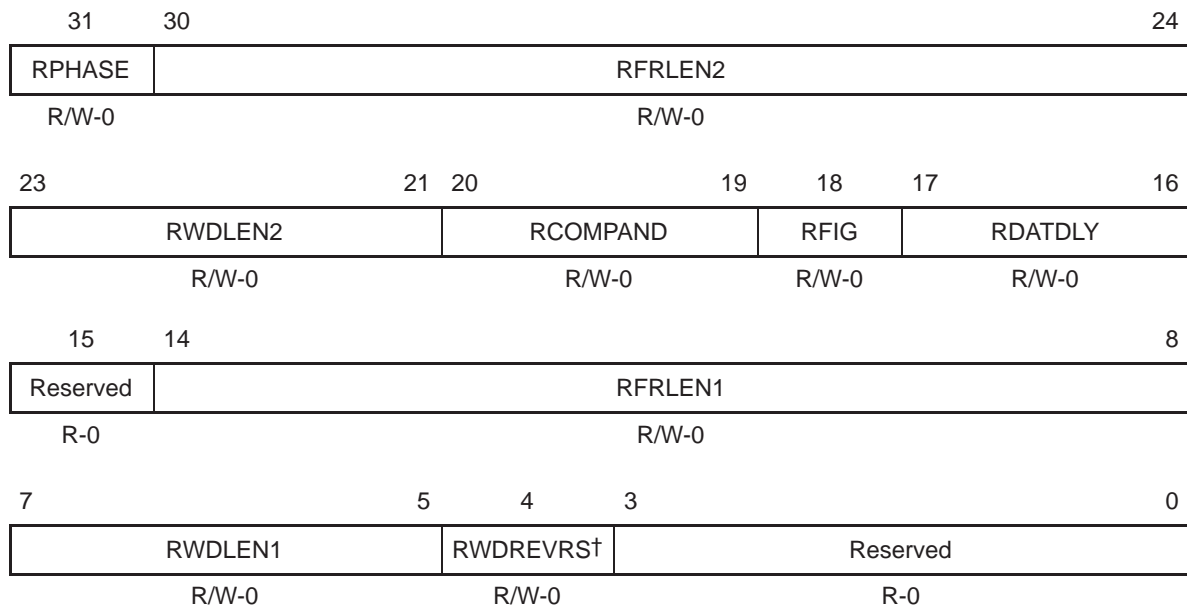 31 30 24
RPHASE RFRLEN2
R/W-0 R/W-0
23 21 20 19 18 17 16
RWDLEN2 RCOMPAND RFIG RDATDLY
R/W-0 R/W-0 R/W-0 R/W-0
15 14 8
Reserved RFRLEN1
R-0 R/W-0
7 5 4 3 0
RWDLEN1 RWDREVRS† Reserved
R/W-0 R/W-0 R-0